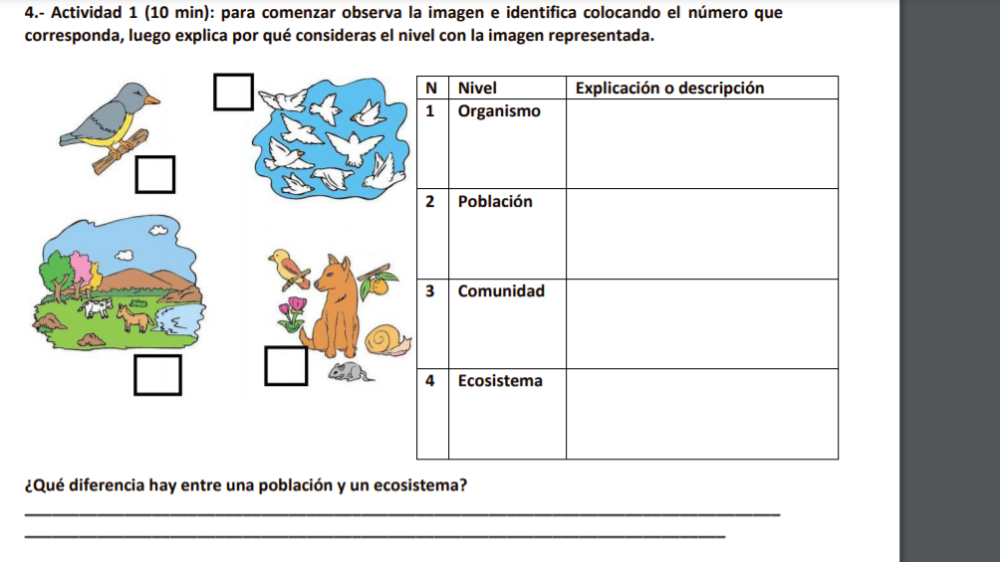 4.- Actividad 1 (10 min): para comenzar observa la imagen e identifica colocando el número que
corresponda, luego explica por qué consideras el nivel con la imagen representada.
N Nivel Explicación o descripción
1 Organismo
2 Población
3 Comunidad
4 Ecosistema
¿Qué diferencia hay entre una población y un ecosistema?